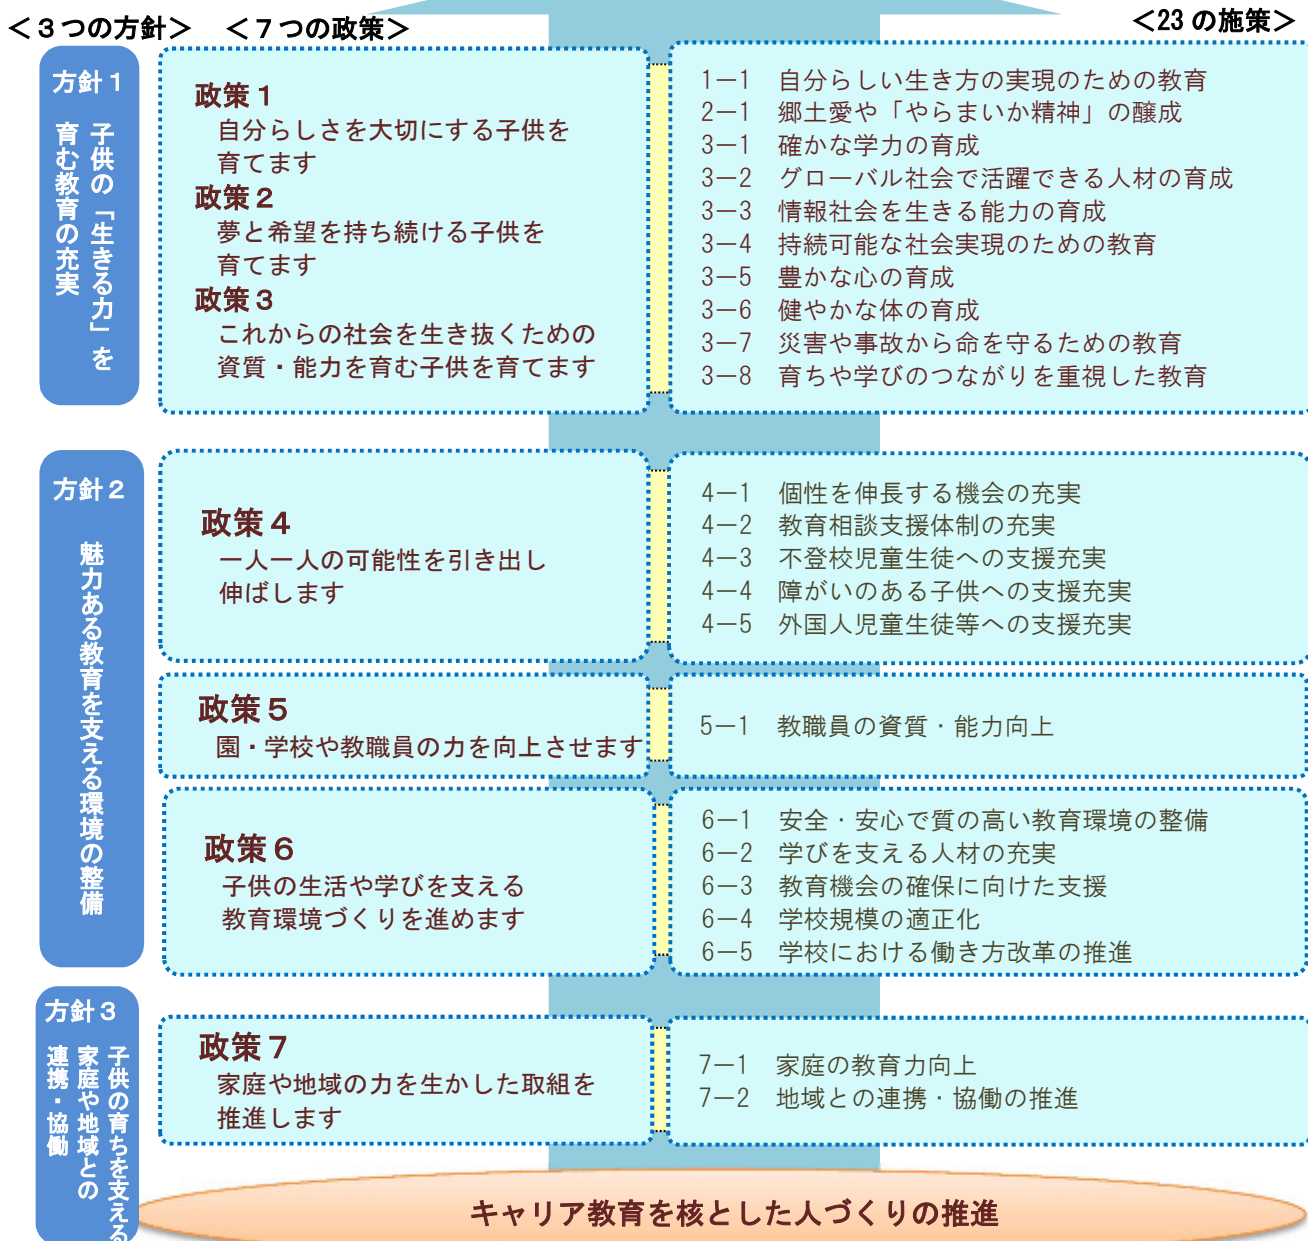 ＜３つの方針＞　＜７つの政策＞　＜23の施策＞
方針１
子供の「生きる力」を
育む教育の充実
政策１
自分らしさを大切にする子供を
育てます
政策２
夢と希望を持ち続ける子供を
育てます
政策３
これからの社会を生き抜くための
資質・能力を育む子供を育てます
1－1　自分らしい生き方の実現のための教育
2－1　郷土愛や「やらまいか精神」の醸成
3－1　確かな学力の育成
3－2　グローバル社会で活躍できる人材の育成
3－3　情報社会を生きる能力の育成
3－4　持続可能な社会実現のための教育
3－5　豊かな心の育成
3－6　健やかな体の育成
3－7　災害や事故から命を守るための教育
3－8　育ちや学びのつながりを重視した教育
方針２
魅力ある教育を支える環境の整備
政策４
一人一人の可能性を引き出し
伸ばします
4－1　個性を伸長する機会の充実
4－2　教育相談支援体制の充実
4－3　不登校児童生徒への支援充実
4－4　障がいのある子供への支援充実
4－5　外国人児童生徒等への支援充実
政策５
園・学校や教職員の力を向上させます
5－1　教職員の資質・能力向上
政策６
子供の生活や学びを支える
教育環境づくりを進めます
6－1　安全・安心で質の高い教育環境の整備
6－2　学びを支える人材の充実
6－3　教育機会の確保に向けた支援
6－4　学校規模の適正化
6－5　学校における働き方改革の推進
方針３
子供の育ちを支える
家庭や地域との
連携・協働
政策７
家庭や地域の力を生かした取組を
推進します
7－1　家庭の教育力向上
7－2　地域との連携・協働の推進
キャリア教育を核とした人づくりの推進